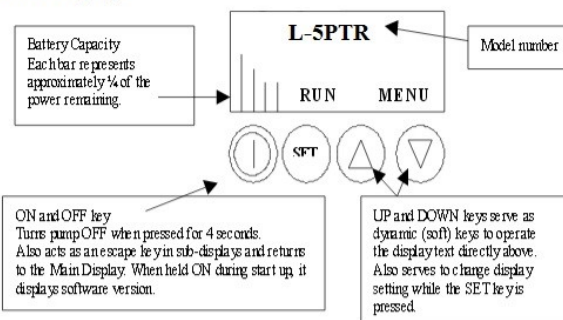 Battery Capacity
Each bar represents
approximately ¼ of the
power remaining.
L-5PTR
RUN MENU
Model number
SET
ON and OFF key
Turns pump OFF when pressed for 4 seconds.
Also acts as an escape key in sub-displays and returns
to the Main Display. When held ON during start up, it
displays software version.
UP and DOWN keys serve as
dynamic (soft) keys to operate
the display text directly above.
Also serves to change display
setting while the SET key is
pressed.